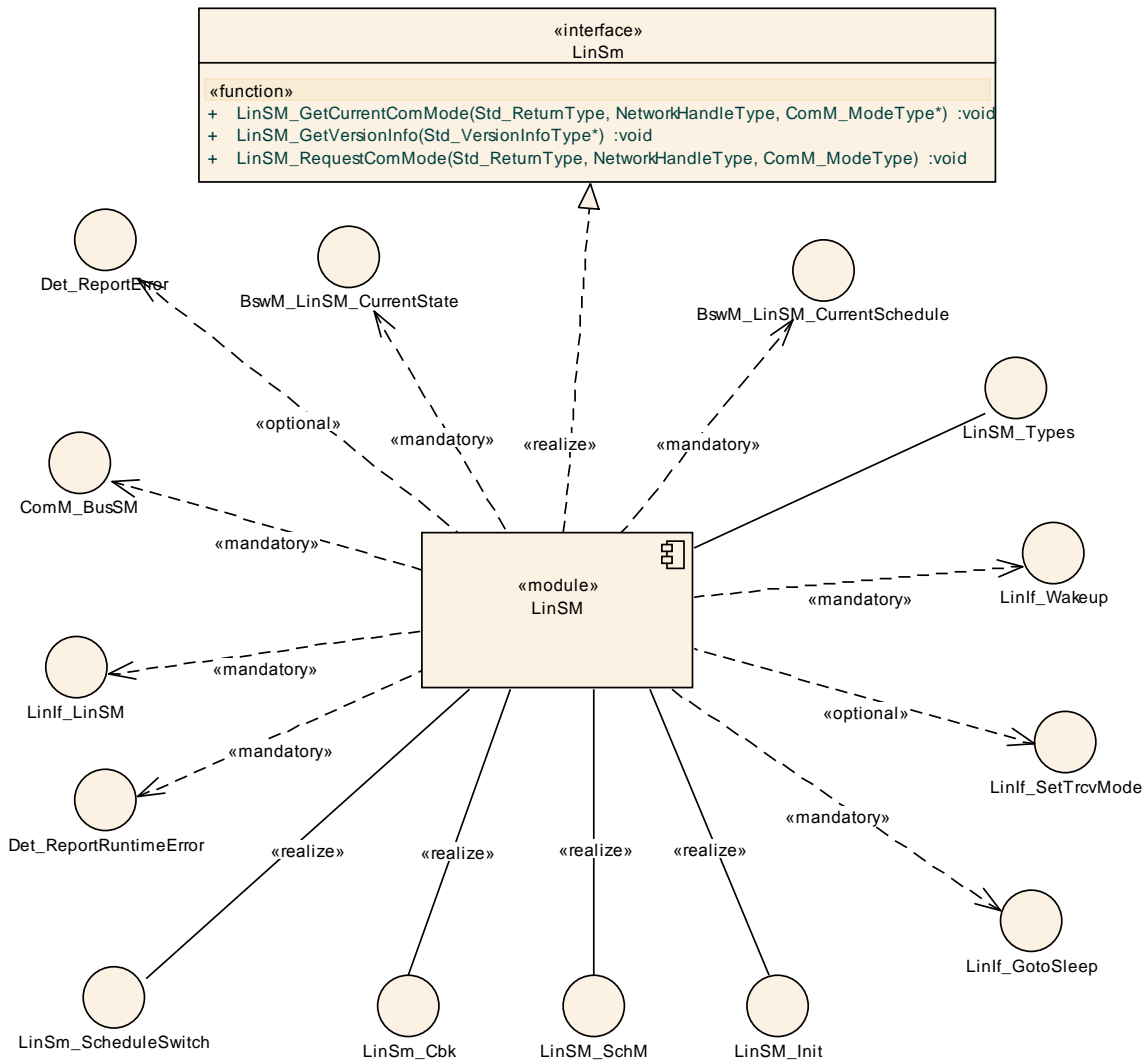 «interface»
LinSm
«function»
+ LinSM_GetCurrentComMode(Std_ReturnType, NetworkHandleType, ComM_ModeType*) :void
+ LinSM_GetVersionInfo(Std_VersionInfoType*) :void
+ LinSM_RequestComMode(Std_ReturnType, NetworkHandleType, ComM_ModeType) :void
Det_ReportError
BswM_LinSM_CurrentState
BswM_LinSM_CurrentSchedule
«optional»
«mandatory»
«realize»
«mandatory»
LinSM_Types
ComM_BusSM
«mandatory»
«module»
LinSM
LinIf_Wakeup
«mandatory»
LinIf_LinSM
«mandatory»
«optional»
LinIf_SetTrcvMode
«mandatory»
Det_ReportRuntimeError
«mandatory»
«realize»
«realize»
«realize»
«realize»
LinIf_GotoSleep
LinSm_ScheduleSwitch
LinSm_Cbk
LinSM_SchM
LinSM_Init